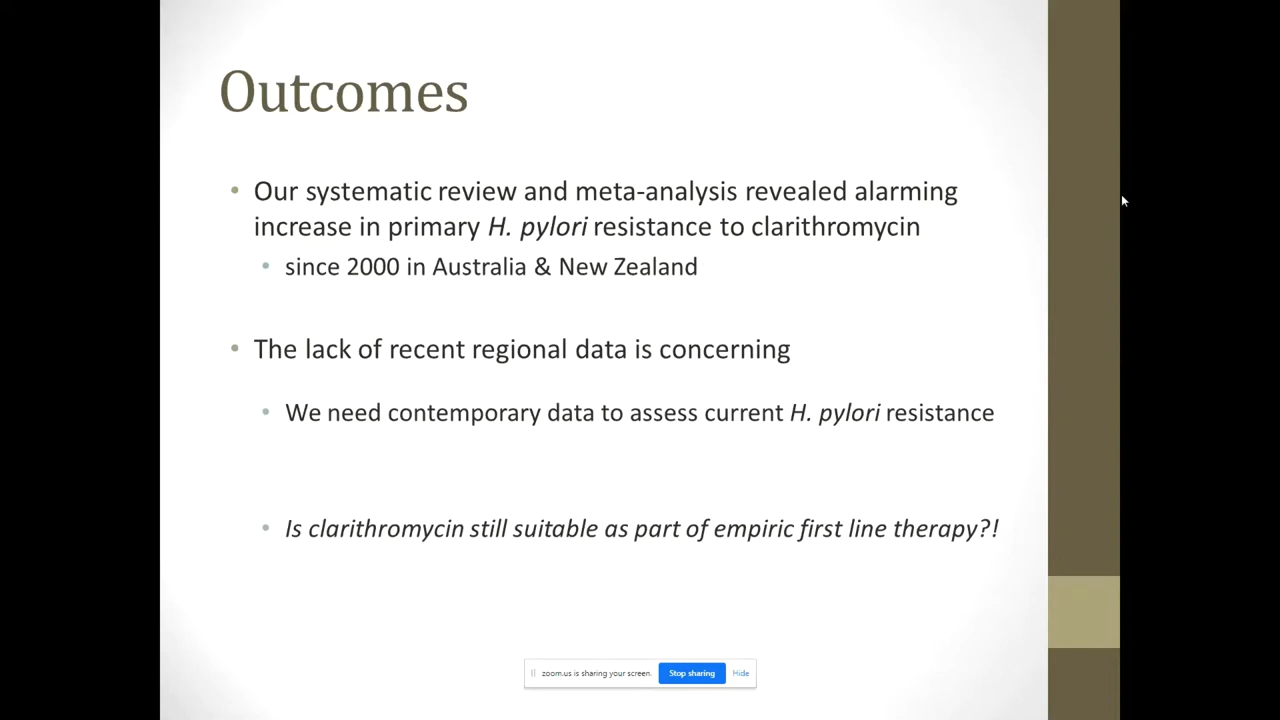 Outcomes
• Our systematic review and meta-analysis revealed alarming
increase in primary H. pylori resistance to clarithromycin
• since 2000 in Australia & New Zealand
• The lack of recent regional data is concerning
• We need contemporary data to assess current H. pylori resistance
• Is clarithromycin still suitable as part of empiric first line therapy?!
zoom.us is sharing your screen. Stop sharing Hide